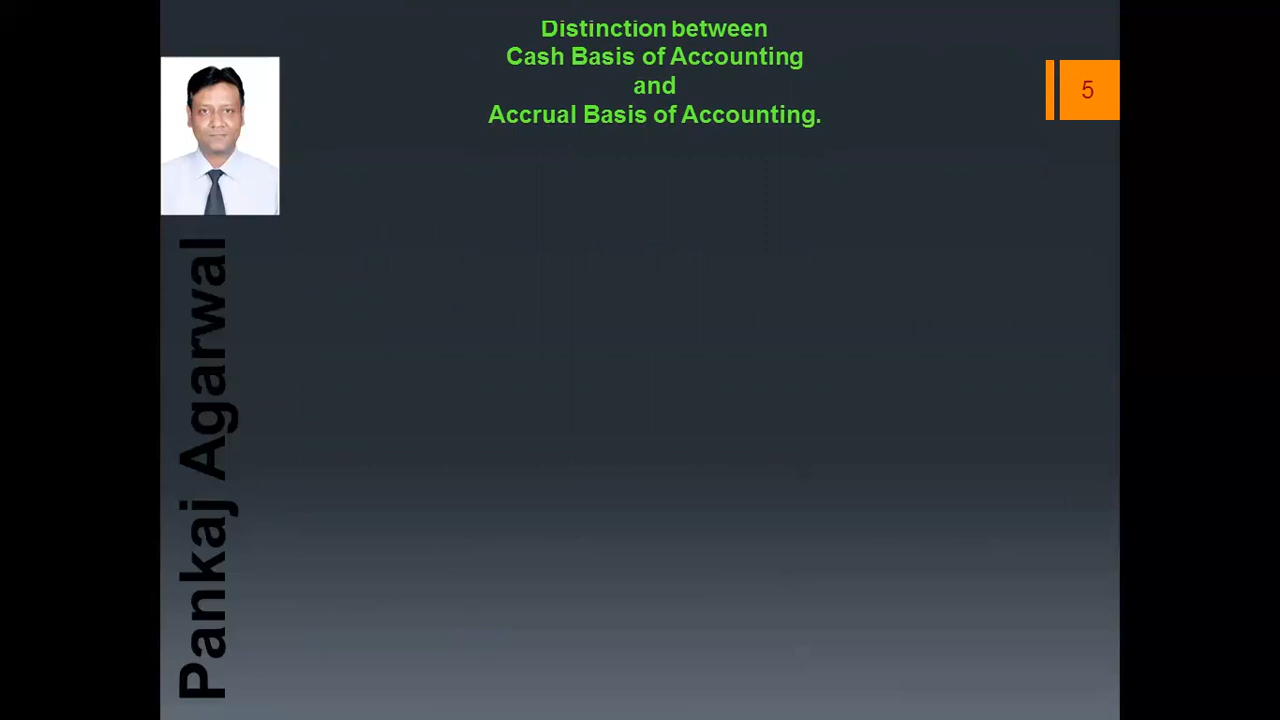 Distinction between
Cash Basis of Accounting
and
Accrual Basis of Accounting.
5
Pankaj Agarwal